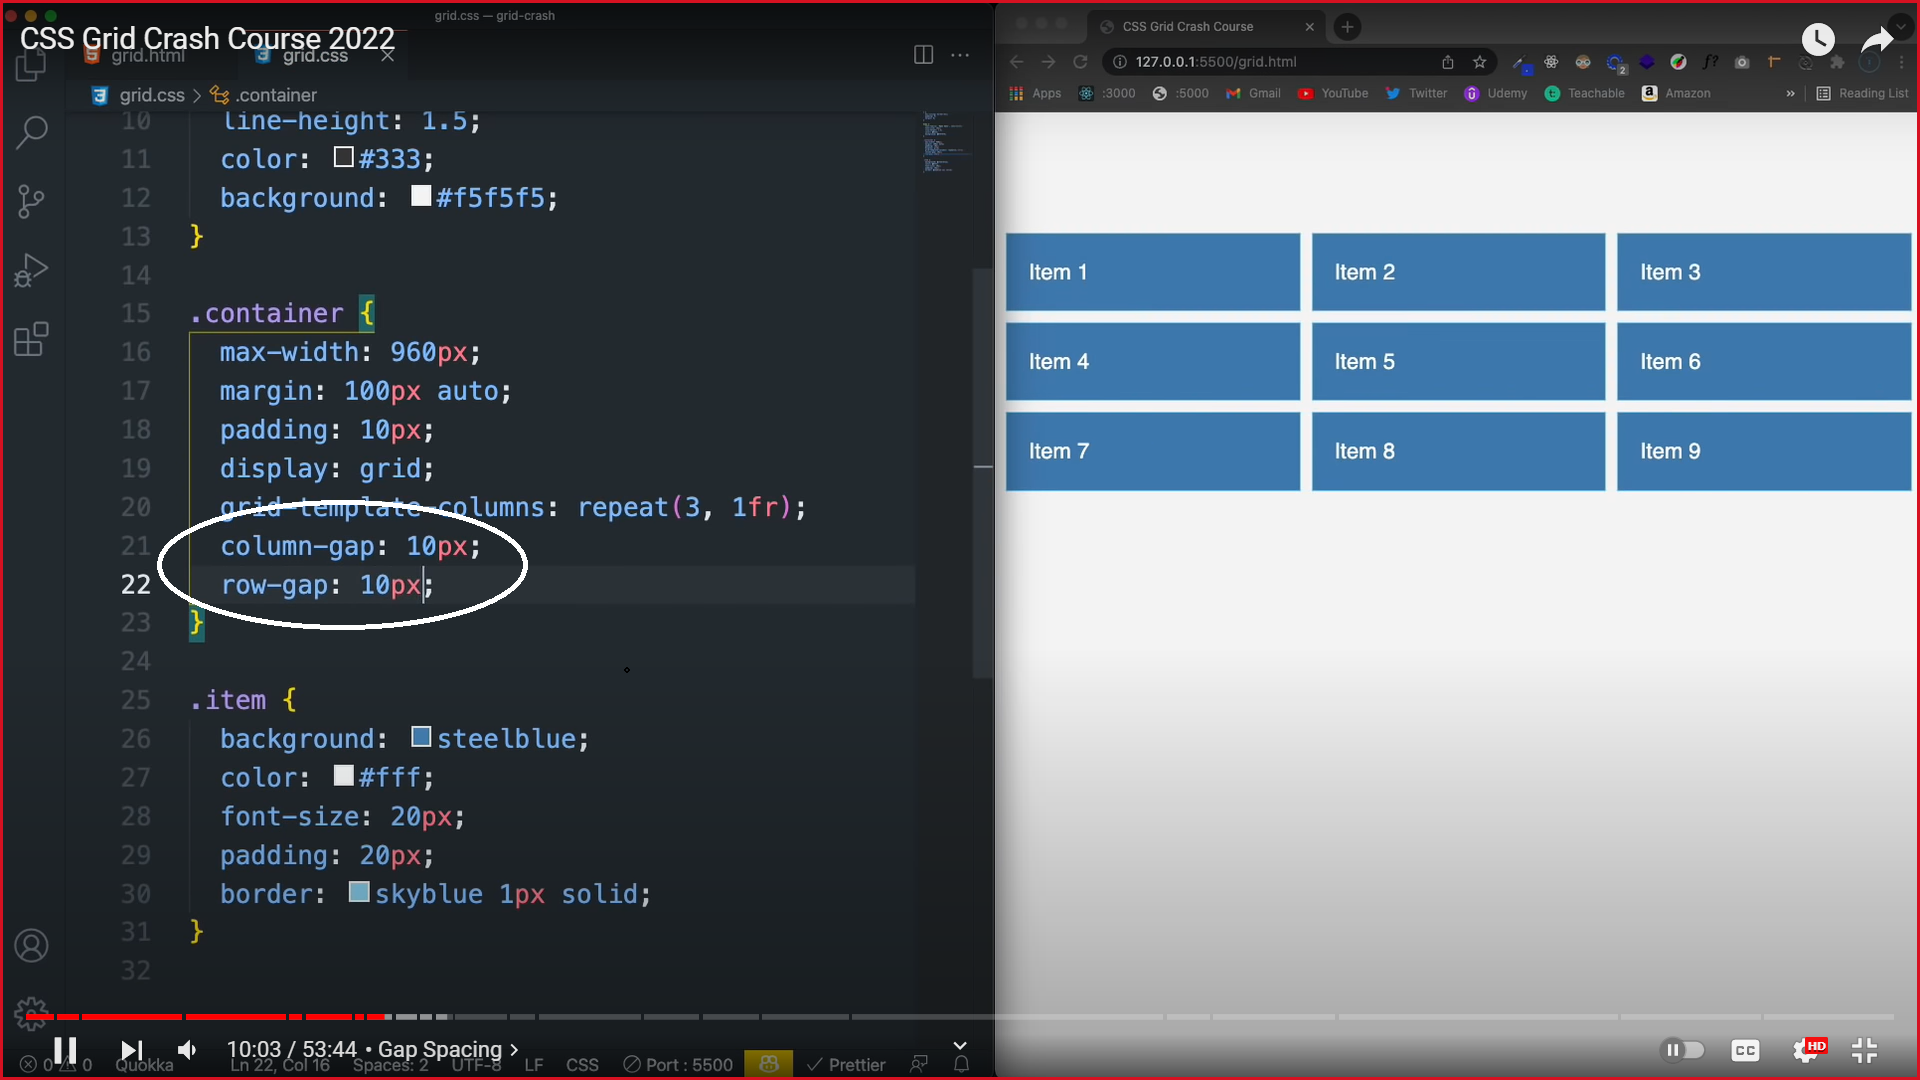 grid.css — grid-crash
CSS Grid Crash Course 2022
grid.html
grid.css
grid.css > .container
10 line-height: 1.5;
11 color: #333;
12 background: #f5f5f5;
13 }
14
15 .container {
16 max-width: 960px;
17 margin: 100px auto;
18 padding: 10px;
19 display: grid;
20 grid-template-columns: repeat(3, 1fr);
21 column-gap: 10px;
22 row-gap: 10px;
23 }
24
25 .item {
26 background: steelblue;
27 color: #fff;
28 font-size: 20px;
29 padding: 20px;
30 border: skyblue 1px solid;
31 }
32
10:03 / 53:44 • Gap Spacing >
0 0 Quokka Ln 22, Col 16 Spaces: 2 UTF-8 LF CSS Port : 5500 Prettier
CSS Grid Crash Course
127.0.0.1:5500/grid.html
f? 2
Apps :3000 :5000 Gmail YouTube Twitter Udemy Teachable Amazon » Reading List
Item 1 Item 2 Item 3
Item 4 Item 5 Item 6
Item 7 Item 8 Item 9
CC HD